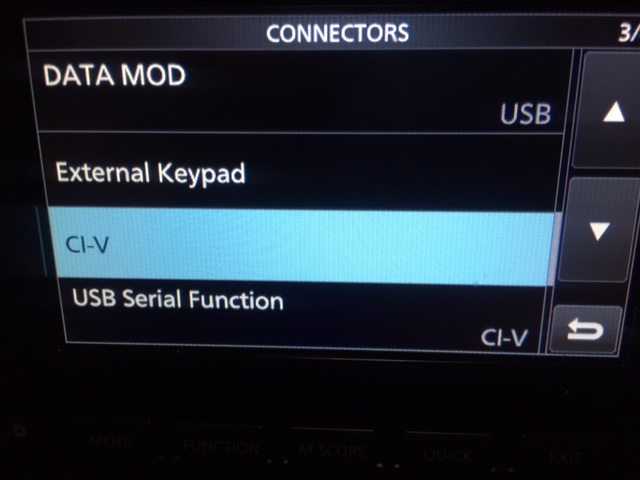 CONNECTORS 3/
DATA MOD
USB
External Keypad
CI-V
USB Serial Function
CI-V
MENU FUNCTION M.SCOPE QUICK EXIT